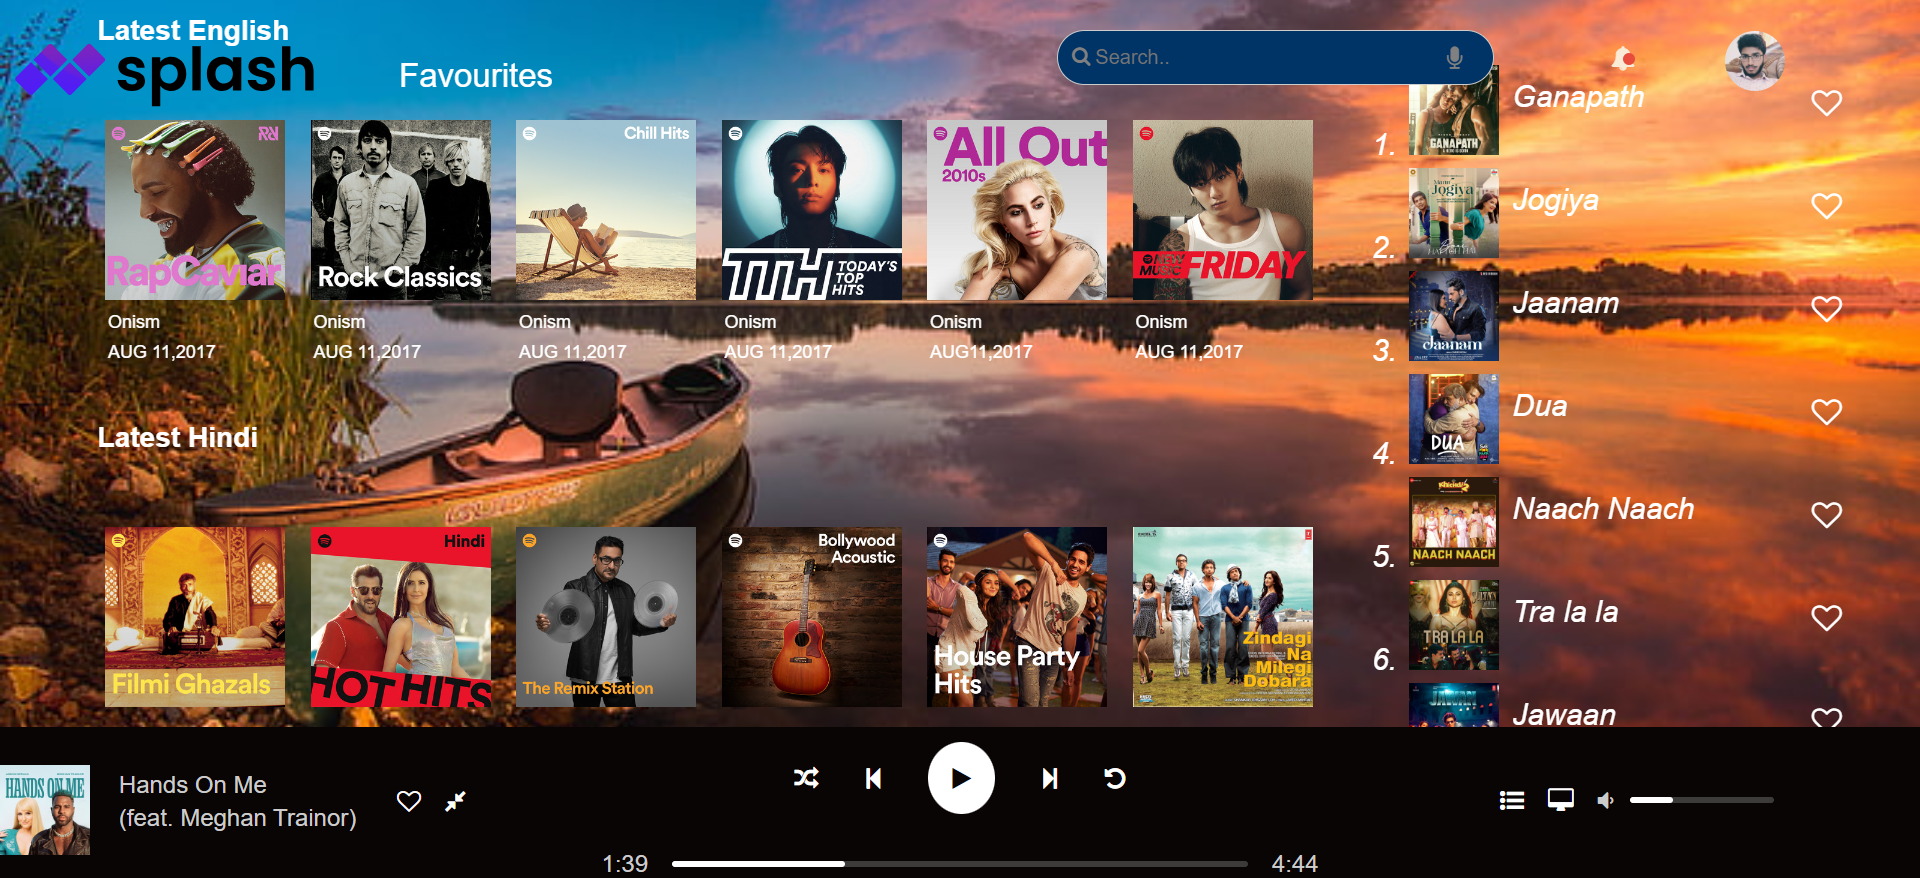 Latest English
splash
Favourites
Search..
RapCaviar
Rock Classics
Chill Hits
TTH TODAY'S
TOP
HITS
All Out
2010s
NEW
MUSIC FRIDAY
Onism
AUG 11,2017
Onism
AUG 11,2017
Onism
AUG 11,2017
Onism
AUG 11,2017
Onism
AUG11,2017
Onism
AUG 11,2017
Latest Hindi
Filmi Ghazals
Hindi
HOT HITS
The Remix Station
Bollywood
Acoustic
House Party
Hits
Zindagi
Na
Milegi
Dobara
1.
GANAPATH
Ganapath
2.
Jogiya
Jogiya
3.
Jaanam
Jaanam
4.
DUA
Dua
5.
NAACH NAACH
Naach Naach
6.
TRA LA LA
Tra la la
JAWAN
Jawaan
HANDS ON ME
Hands On Me
(feat. Meghan Trainor)
1:39
4:44